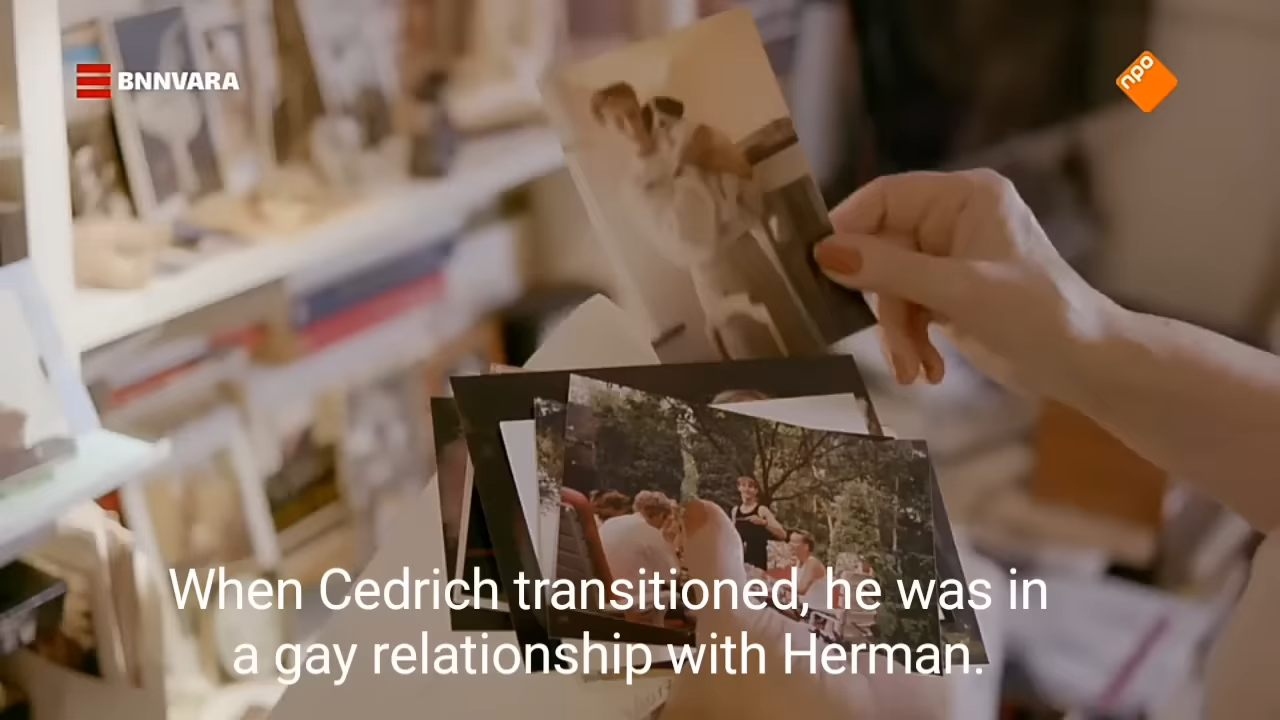 BNNVARA
npo
When Cedrich transitioned, he was in
a gay relationship with Herman.